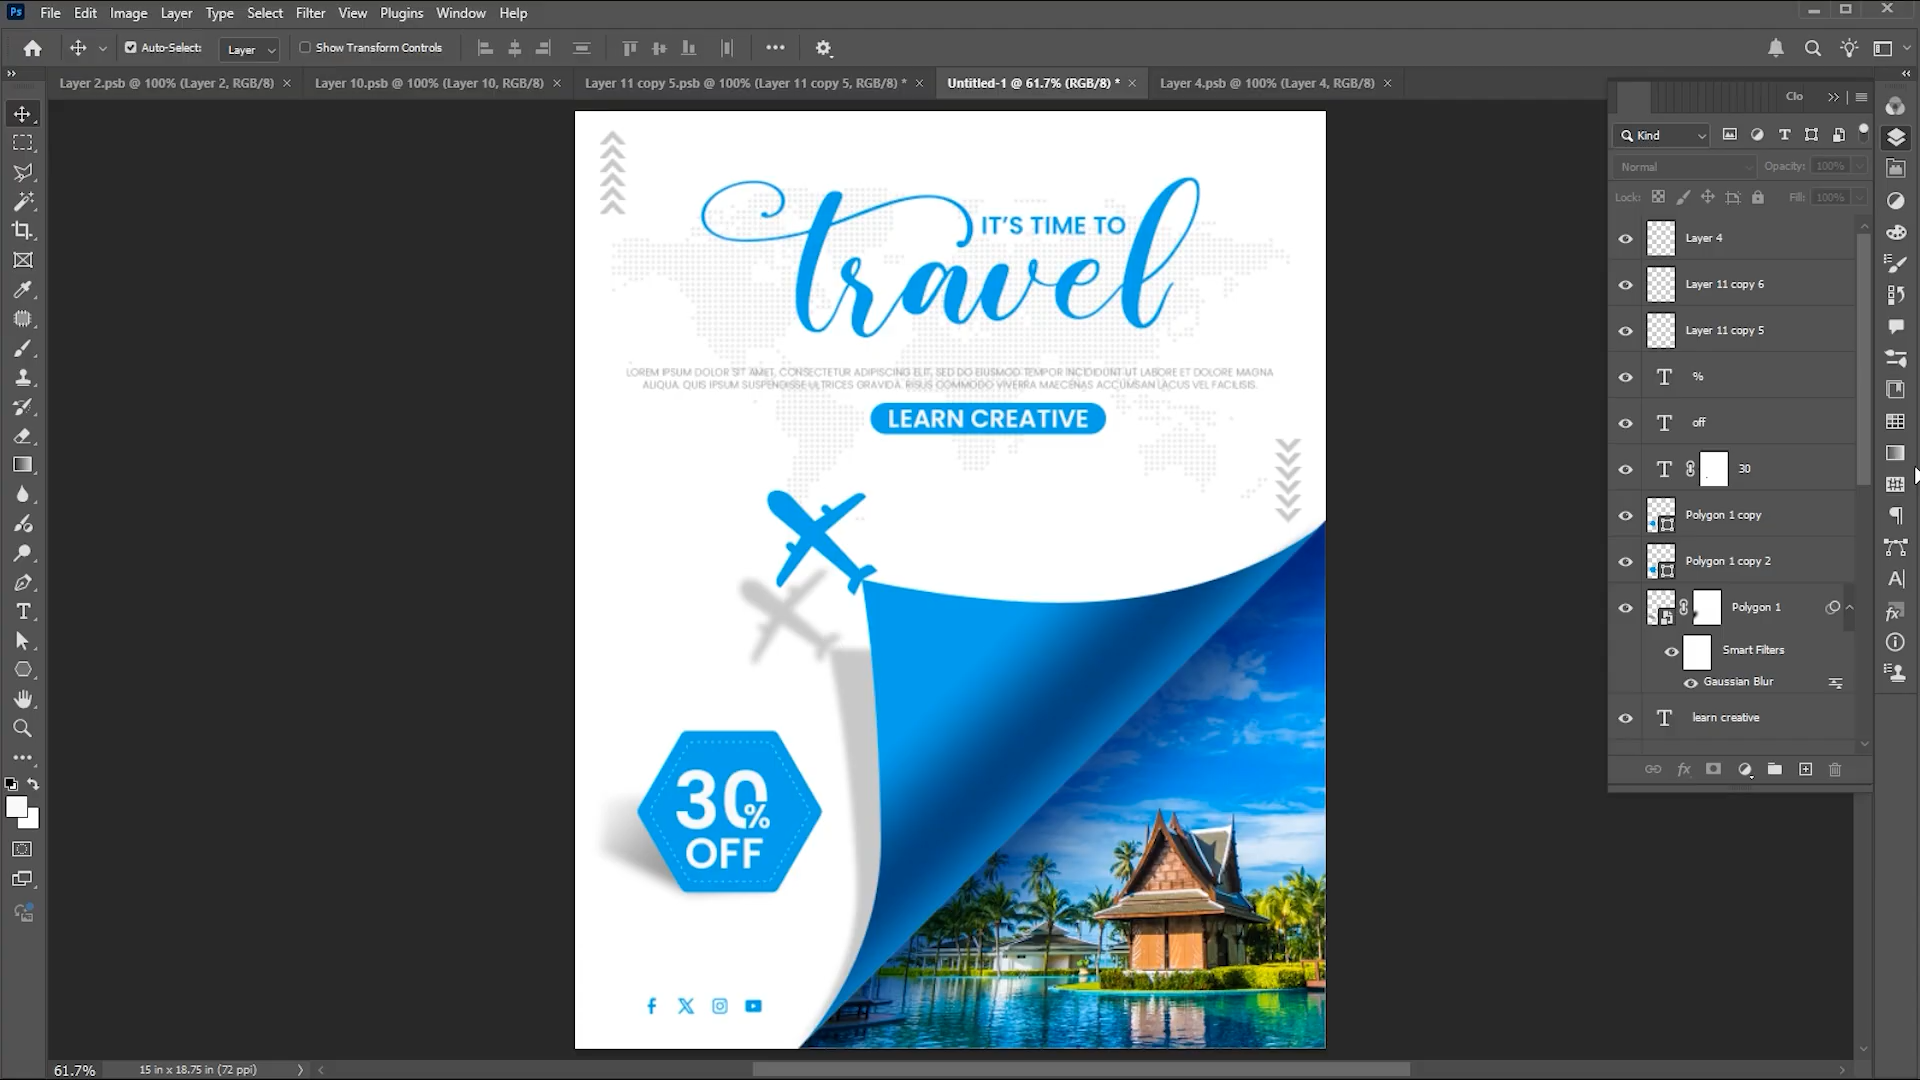 Ps File Edit Image Layer Type Select Filter View Plugins Window Help
Auto-Select: Layer Show Transform Controls
Layer 2.psb @ 100% (Layer 2, RGB/8) Layer 10.psb @ 100% (Layer 10, RGB/8) Layer 11 copy 5.psb @ 100% (Layer 11 copy 5, RGB/8) * Untitled-1 @ 61.7% (RGB/8) * Layer 4.psb @ 100% (Layer 4, RGB/8)
Clo
Kind
Normal Opacity: 100%
Lock: Fill: 100%
Layer 4
Layer 11 copy 6
Layer 11 copy 5
%
off
30
Polygon 1 copy
Polygon 1 copy 2
Polygon 1
Smart Filters
Gaussian Blur
learn creative
IT'S TIME TO
travel
LOREM IPSUM DOLOR SIT AMET, CONSECTETUR ADIPISCING ELIT, SED DO EIUSMOD TEMPOR INCIDIDUNT UT LABORE ET DOLORE MAGNA
ALIQUA. QUIS IPSUM SUSPENDISSE ULTRICES GRAVIDA. RISUS COMMODO VIVERRA MAECENAS ACCUMSAN LACUS VEL FACILISIS.
LEARN CREATIVE
30%
OFF
61.7% 15 in x 18.75 in (72 ppi)